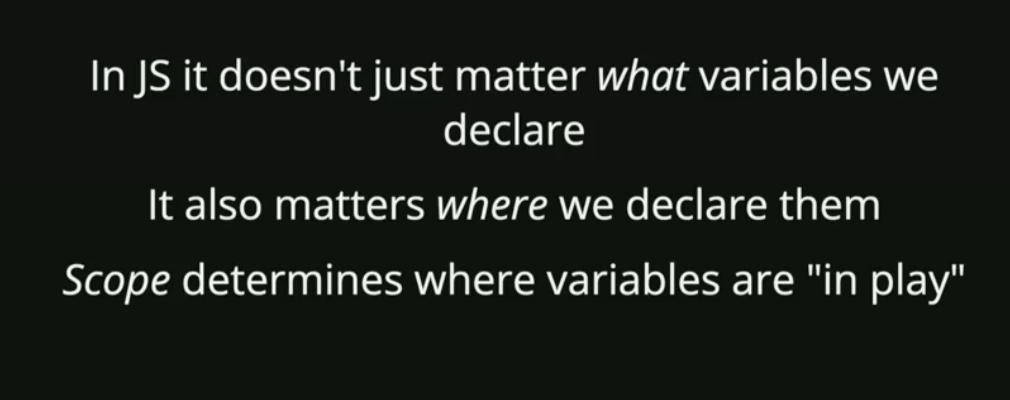 In JS it doesn't just matter what variables we
declare
It also matters where we declare them
Scope determines where variables are "in play"